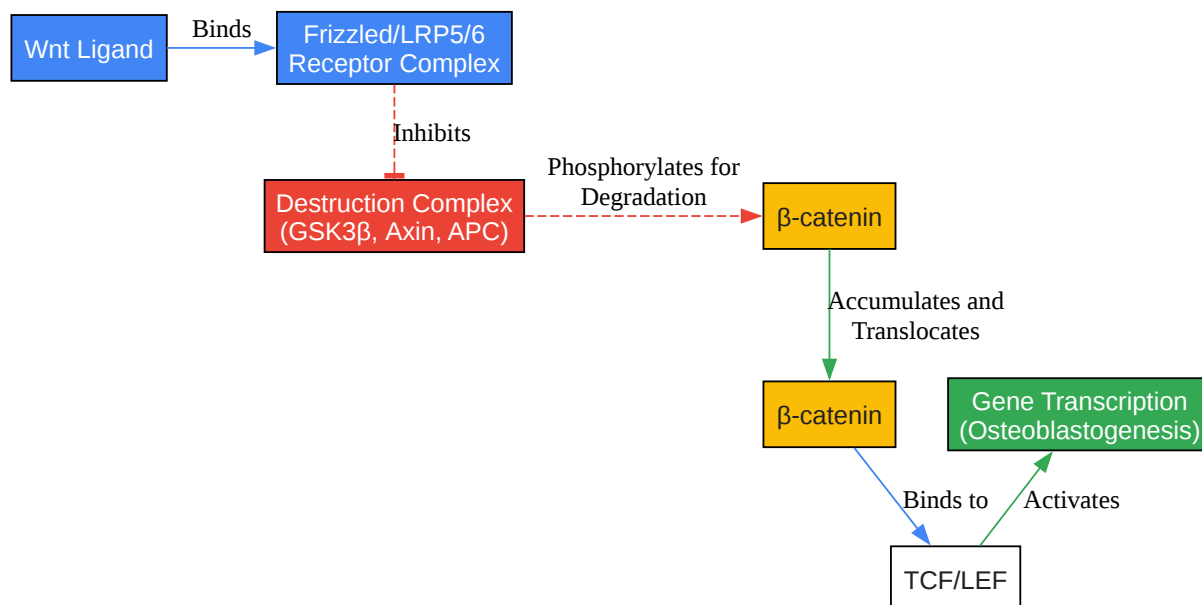 Wnt Ligand
Binds
Frizzled/LRP5/6
Receptor Complex
Inhibits
Destruction Complex
(GSK3β, Axin, APC)
Phosphorylates for
Degradation
β-catenin
Accumulates and
Translocates
β-catenin
Binds to
TCF/LEF
Activates
Gene Transcription
(Osteoblastogenesis)